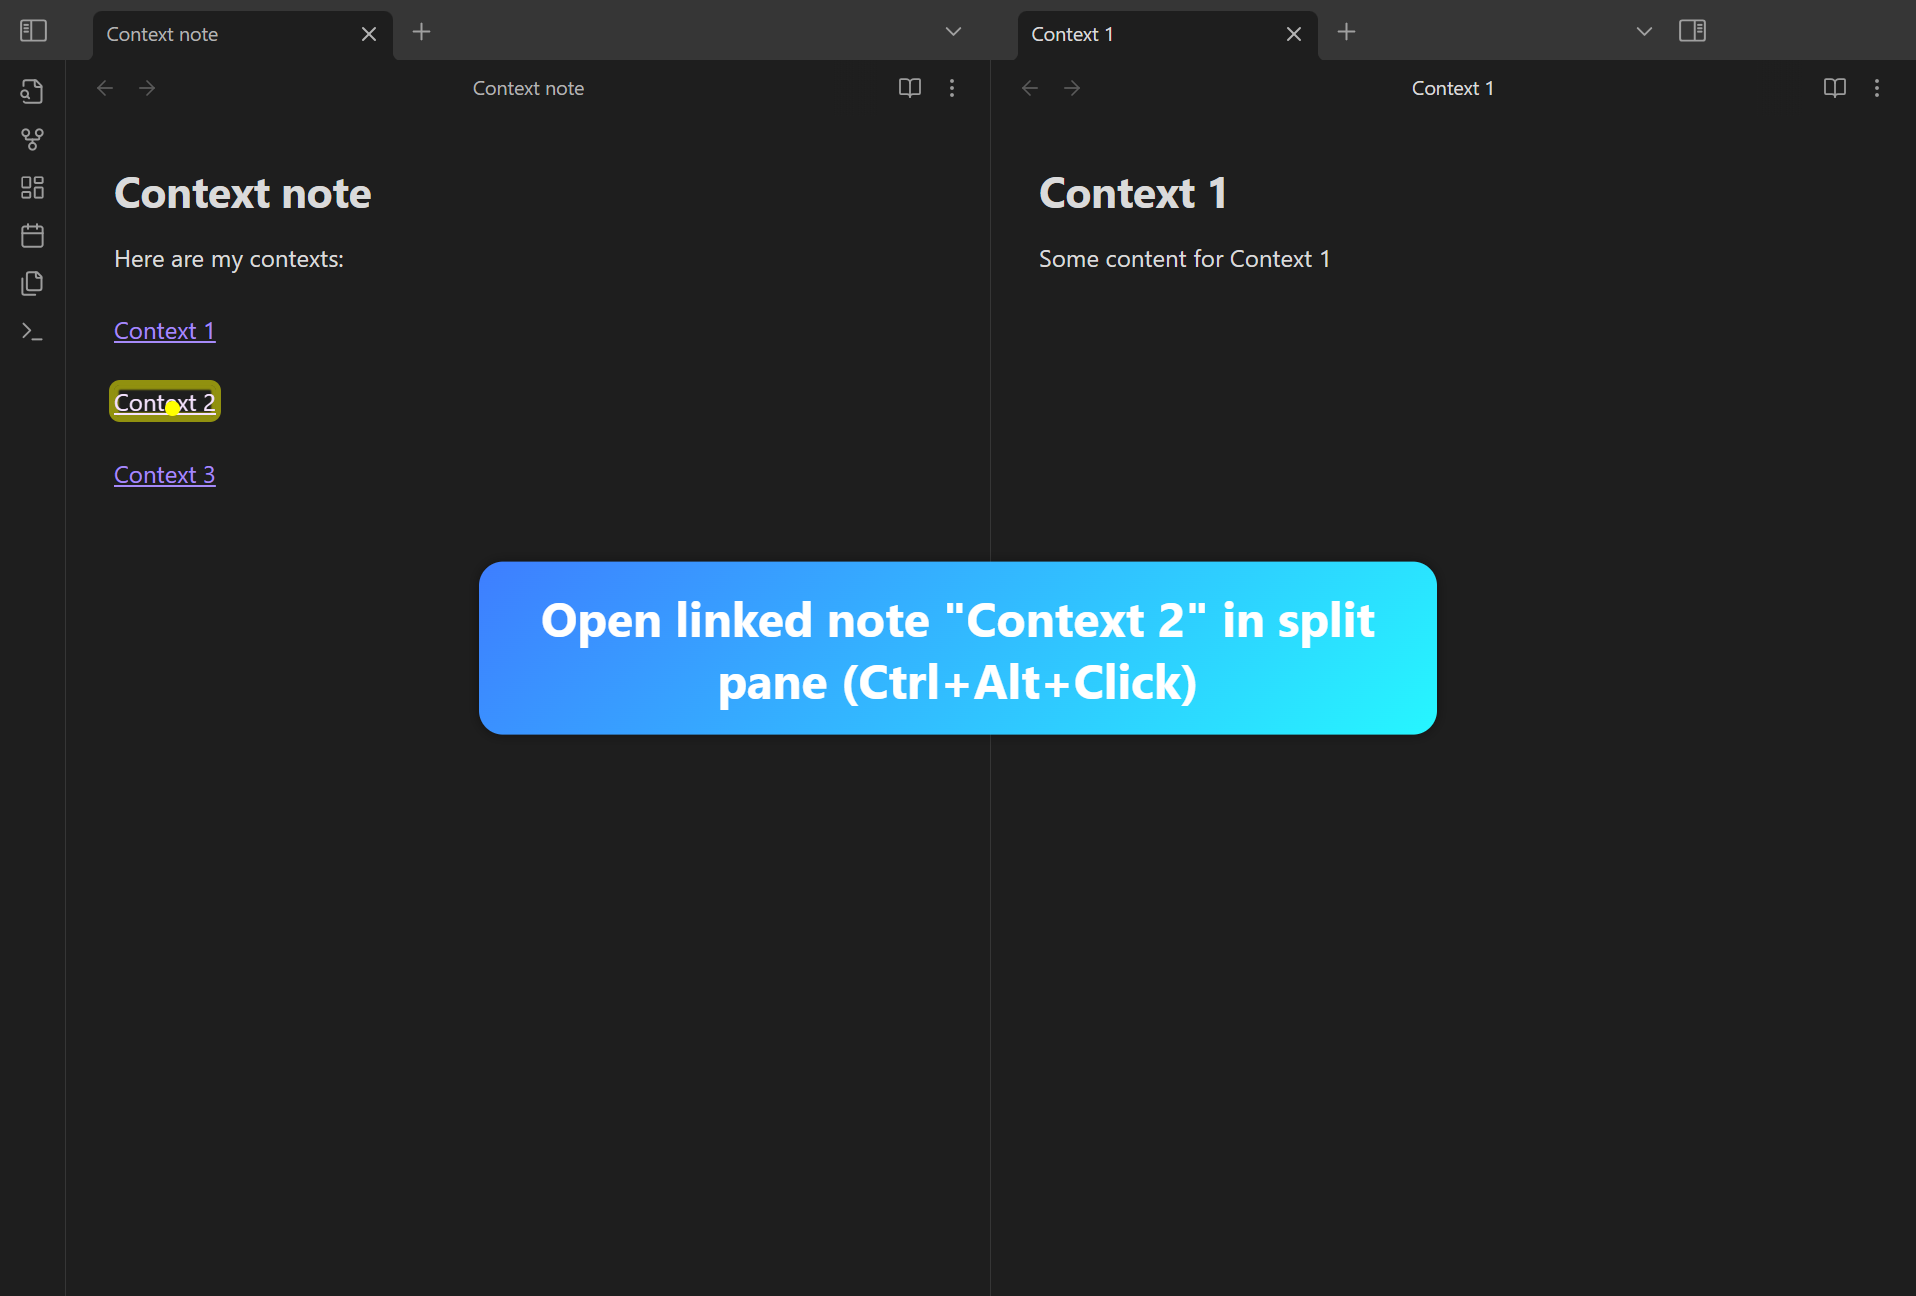 Context note
Context 1
Context note
Context 1
Context note
Here are my contexts:
Context 1
Context 2
Context 3
Context 1
Some content for Context 1
Open linked note "Context 2" in split
pane (Ctrl+Alt+Click)